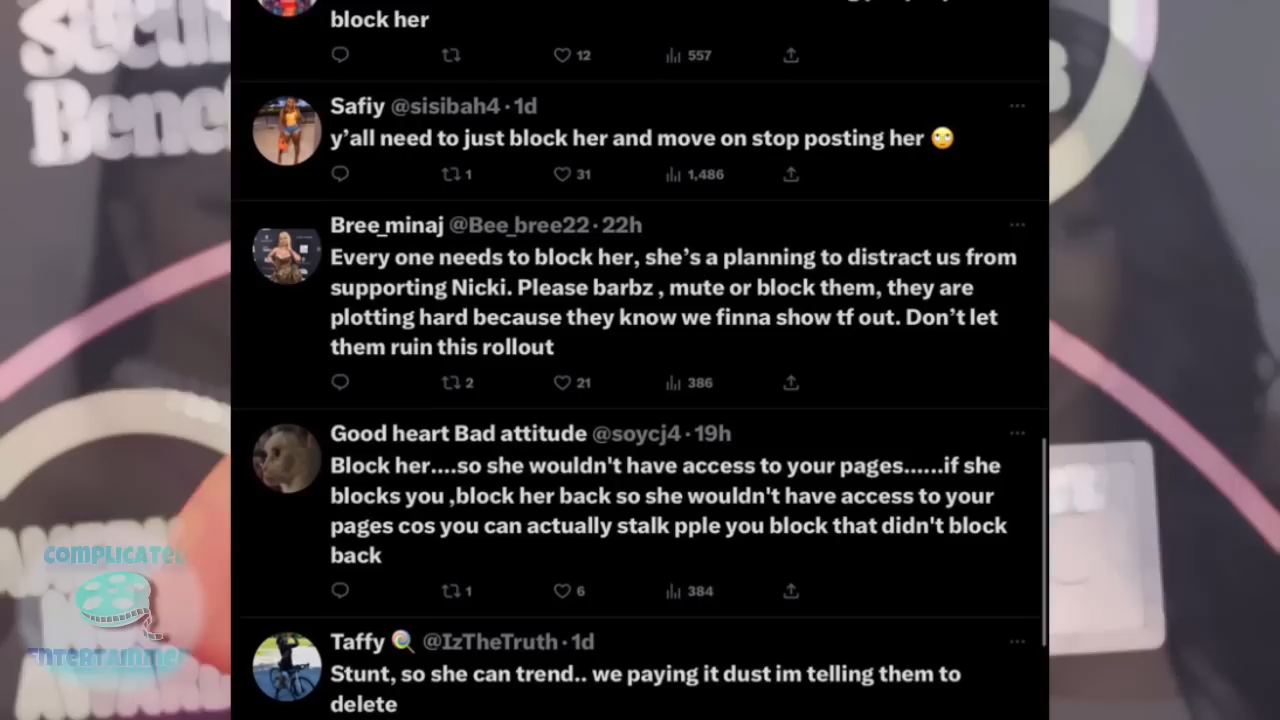 block her
12
557
Safiy @sisibah4 · 1d
y'all need to just block her and move on stop posting her 🙄
1
31
1,486
Bree_minaj @Bee_bree22 · 22h
Every one needs to block her, she's a planning to distract us from
supporting Nicki. Please barbz , mute or block them, they are
plotting hard because they know we finna show tf out. Don't let
them ruin this rollout
2
21
386
Good heart Bad attitude @soycj4 · 19h
Block her....so she wouldn't have access to your pages......if she
blocks you ,block her back so she wouldn't have access to your
pages cos you can actually stalk pple you block that didn't block
back
1
6
384
Taffy 🍭 @IzTheTruth · 1d
Stunt, so she can trend.. we paying it dust im telling them to
delete